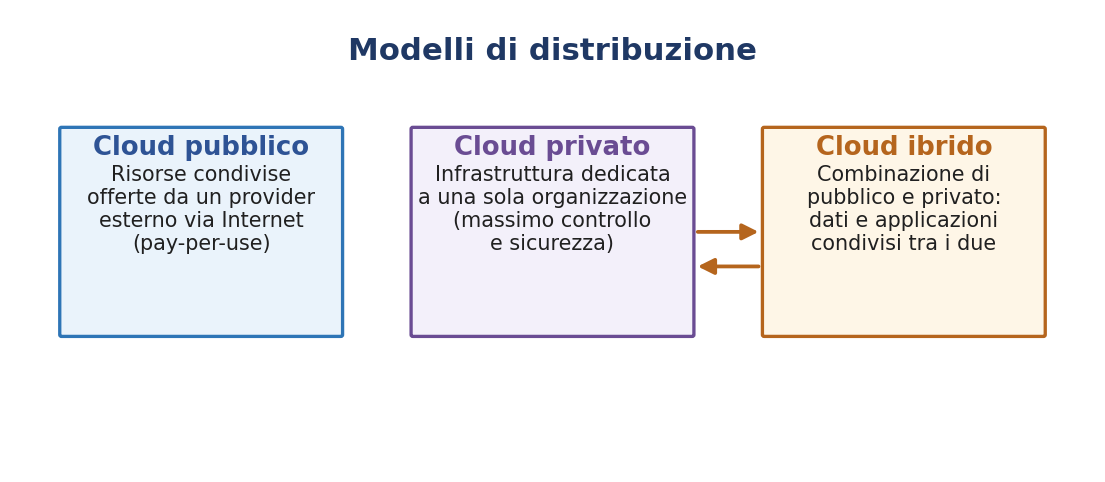 Modelli di distribuzione
Cloud pubblico
Risorse condivise
offerte da un provider
esterno via Internet
(pay-per-use)
Cloud privato
Infrastruttura dedicata
a una sola organizzazione
(massimo controllo
e sicurezza)
Cloud ibrido
Combinazione di
pubblico e privato:
dati e applicazioni
condivisi tra i due